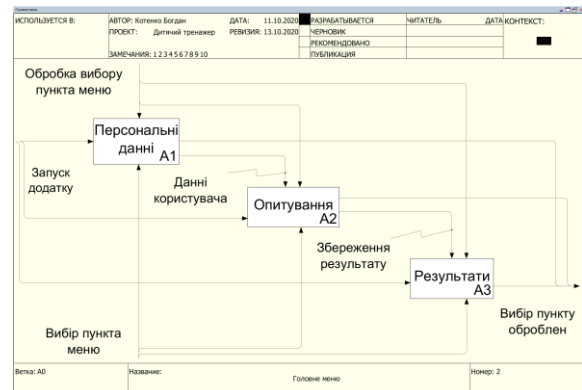 Головне меню
ИСПОЛЬЗУЕТСЯ В:
АВТОР: Котенко Богдан
ДАТА: 11.10.2020
РАЗРАБАТЫВАЕТСЯ
ЧИТАТЕЛЬ
ДАТА
КОНТЕКСТ:
ПРОЕКТ: Дитячий тренажер
РЕВИЗИЯ: 13.10.2020
ЧЕРНОВИК
РЕКОМЕНДОВАНО
ЗАМЕЧАНИЯ: 1 2 3 4 5 6 7 8 9 10
ПУБЛИКАЦИЯ
Обробка вибору
пункта меню
Персональні
данні
A1
Запуск
додатку
Данні
користувача
Опитування
A2
Збереження
результату
Результати
A3
Вибір пункту
оброблен
Вибір пункта
меню
Ветка: A0
Название:
Головне меню
Номер: 2